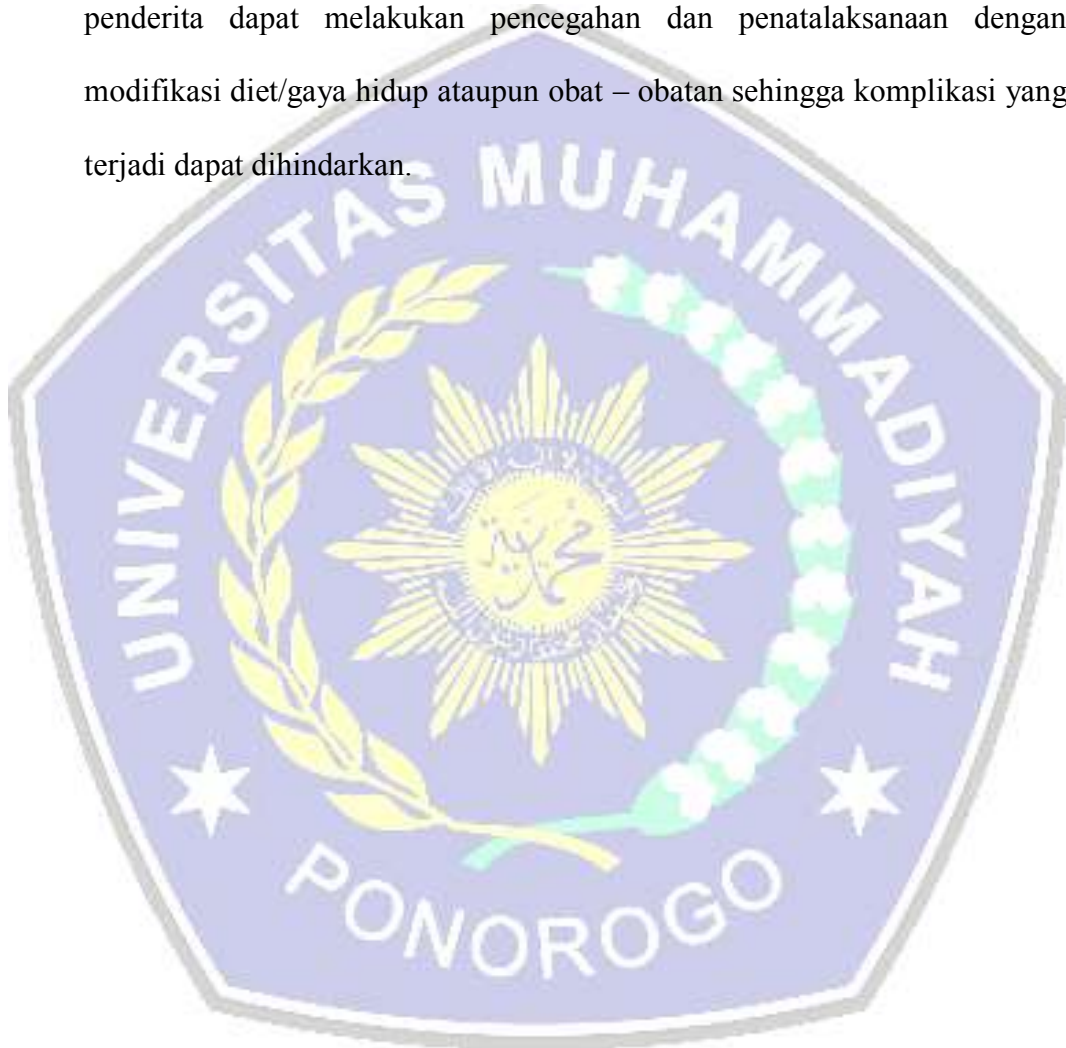 penderita dapat melakukan pencegahan dan penatalaksanaan dengan
modifikasi diet/gaya hidup ataupun obat – obatan sehingga komplikasi yang
terjadi dapat dihindarkan.
UNIVERSITAS MUHAMMADIYAH
PONOROGO